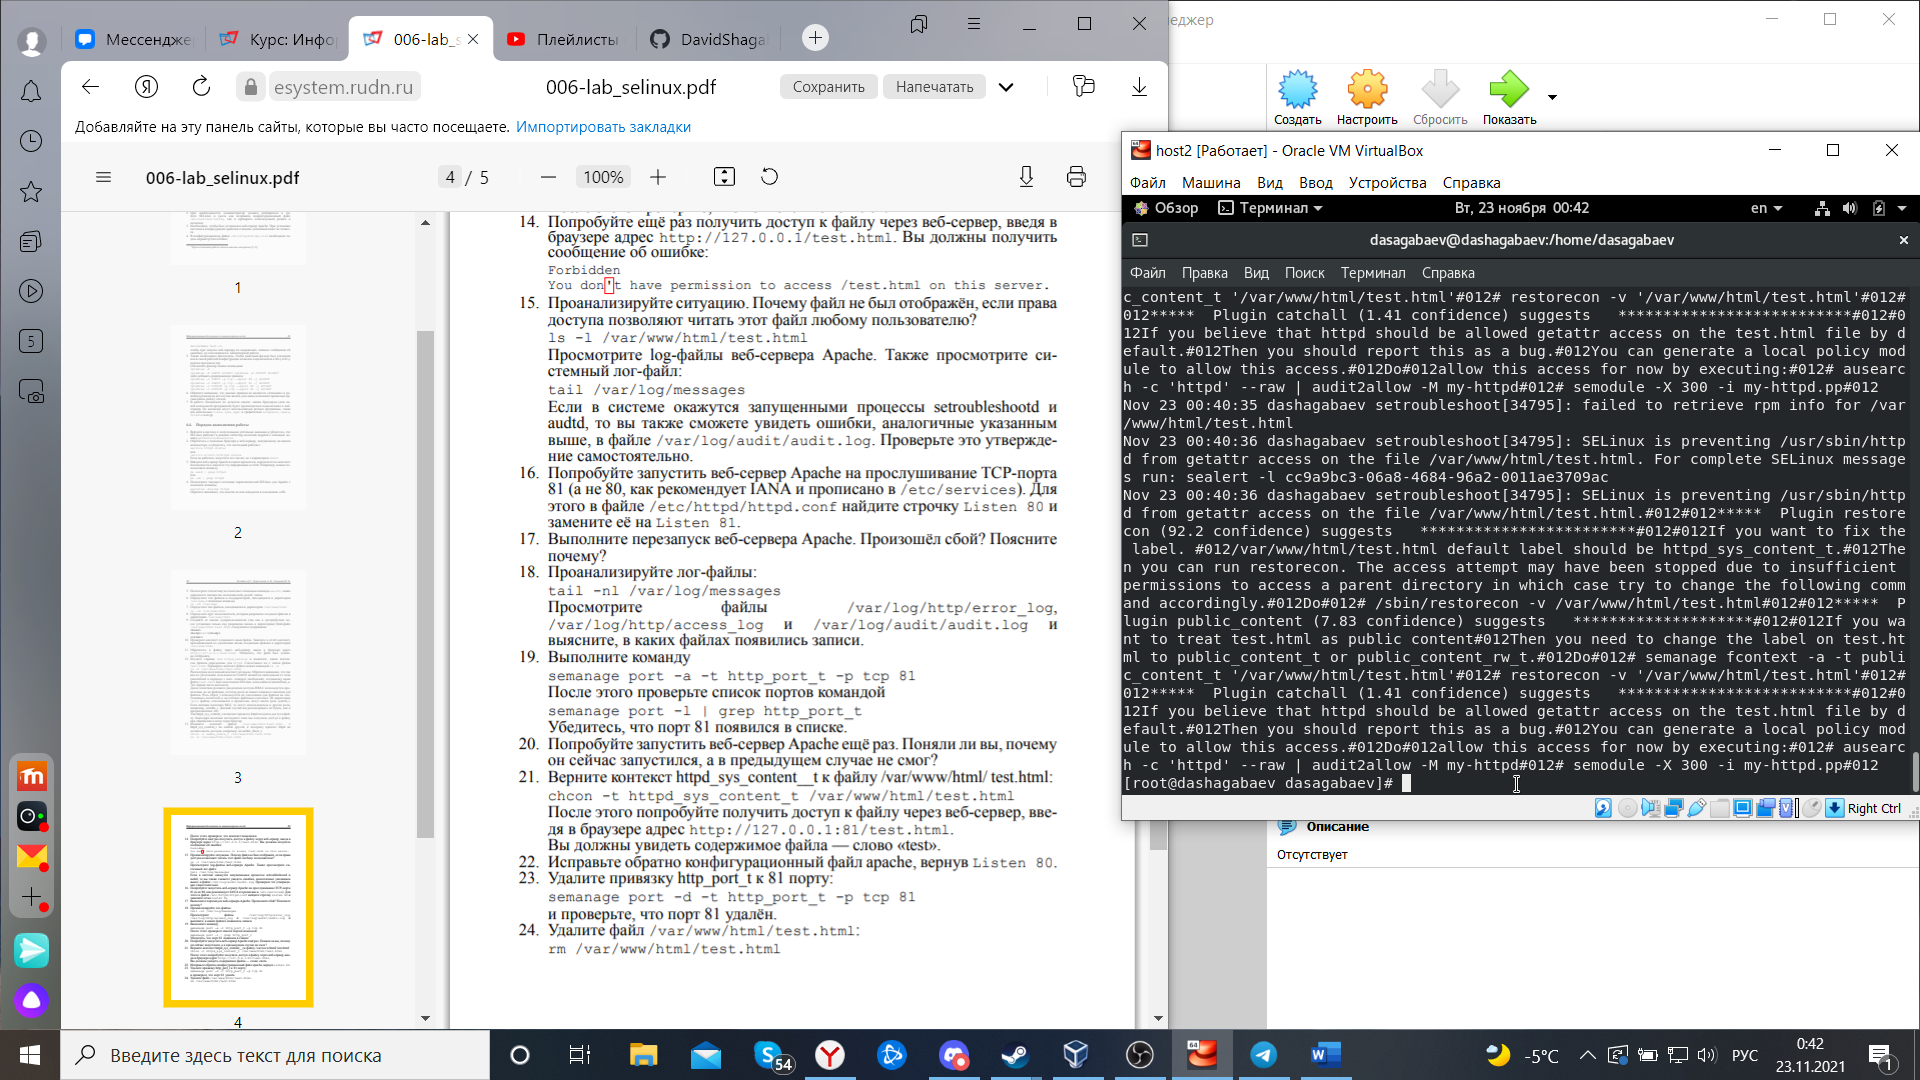 Мессендже
Курс: Инфо
006-lab_s
Плейлисты
DavidShaga
еджер
esystem.rudn.ru
006-lab_selinux.pdf
Сохранить
Напечатать
Добавляйте на эту панель сайты, которые вы часто посещаете. Импортировать закладки
006-lab_selinux.pdf
4 / 5
100%
1
2
3
4
5
14. Попробуйте ещё раз получить доступ к файлу через веб-сервер, введя в
браузере адрес http://127.0.0.1/test.html. Вы должны получить
сообщение об ошибке:
Forbidden
You don't have permission to access /test.html on this server.
15. Проанализируйте ситуацию. Почему файл не был отображён, если права
доступа позволяют читать этот файл любому пользователю?
ls -l /var/www/html/test.html
Просмотрите log-файлы веб-сервера Apache. Также просмотрите си-
стемный лог-файл:
tail /var/log/messages
Если в системе окажутся запущенными процессы setroubleshootd и
audtd, то вы также сможете увидеть ошибки, аналогичные указанным
выше, в файле /var/log/audit/audit.log. Проверьте это утвержде-
ние самостоятельно.
16. Попробуйте запустить веб-сервер Apache на прослушивание TCP-порта
81 (а не 80, как рекомендует IANA и прописано в /etc/services). Для
этого в файле /etc/httpd/httpd.conf найдите строчку Listen 80 и
замените её на Listen 81.
17. Выполните перезапуск веб-сервера Apache. Произошёл сбой? Поясните
почему?
18. Проанализируйте лог-файлы:
tail -nl /var/log/messages
Просмотрите файлы /var/log/http/error_log,
/var/log/http/access_log и /var/log/audit/audit.log и
выясните, в каких файлах появились записи.
19. Выполните команду
semanage port -a -t http_port_t -p tcp 81
После этого проверьте список портов командой
semanage port -l | grep http_port_t
Убедитесь, что порт 81 появился в списке.
20. Попробуйте запустить веб-сервер Apache ещё раз. Поняли ли вы, почему
он сейчас запустился, а в предыдущем случае не смог?
21. Верните контекст httpd_sys_content__t к файлу /var/www/html/ test.html:
chcon -t httpd_sys_content_t /var/www/html/test.html
После этого попробуйте получить доступ к файлу через веб-сервер, вве-
дя в браузере адрес http://127.0.0.1:81/test.html.
Вы должны увидеть содержимое файла — слово «test».
22. Исправьте обратно конфигурационный файл apache, вернув Listen 80.
23. Удалите привязку http_port_t к 81 порту:
semanage port -d -t http_port_t -p tcp 81
и проверьте, что порт 81 удалён.
24. Удалите файл /var/www/html/test.html:
rm /var/www/html/test.html
Создать
Настроить
Сбросить
Показать
host2 [Работает] - Oracle VM VirtualBox
Файл Машина Вид Ввод Устройства Справка
Обзор Терминал Вт, 23 ноября 00:42 en
dasagabaev@dashagabaev:/home/dasagabaev
Файл Правка Вид Поиск Терминал Справка
c_content_t '/var/www/html/test.html'#012# restorecon -v '/var/www/html/test.html'#012#
012***** Plugin catchall (1.41 confidence) suggests **************************#012#0
12If you believe that httpd should be allowed getattr access on the test.html file by d
efault.#012Then you should report this as a bug.#012You can generate a local policy mod
ule to allow this access.#012Do#012allow this access for now by executing:#012# ausearc
h -c 'httpd' --raw | audit2allow -M my-httpd#012# semodule -X 300 -i my-httpd.pp#012
Nov 23 00:40:35 dashagabaev setroubleshoot[34795]: failed to retrieve rpm info for /var
/www/html/test.html
Nov 23 00:40:36 dashagabaev setroubleshoot[34795]: SELinux is preventing /usr/sbin/http
d from getattr access on the file /var/www/html/test.html. For complete SELinux message
s run: sealert -l cc9a9bc3-06a8-4684-96a2-0011ae3709ac
Nov 23 00:40:36 dashagabaev setroubleshoot[34795]: SELinux is preventing /usr/sbin/http
d from getattr access on the file /var/www/html/test.html.#012#012***** Plugin restore
con (92.2 confidence) suggests ************************#012#012If you want to fix the
label. #012/var/www/html/test.html default label should be httpd_sys_content_t.#012The
n you can run restorecon. The access attempt may have been stopped due to insufficient
permissions to access a parent directory in which case try to change the following comm
and accordingly.#012Do#012# /sbin/restorecon -v /var/www/html/test.html#012#012***** P
lugin public_content (7.83 confidence) suggests ********************#012#012If you wa
nt to treat test.html as public content#012Then you need to change the label on test.ht
ml to public_content_t or public_content_rw_t.#012Do#012# semanage fcontext -a -t publi
c_content_t '/var/www/html/test.html'#012# restorecon -v '/var/www/html/test.html'#012#
012***** Plugin catchall (1.41 confidence) suggests **************************#012#0
12If you believe that httpd should be allowed getattr access on the test.html file by d
efault.#012Then you should report this as a bug.#012You can generate a local policy mod
ule to allow this access.#012Do#012allow this access for now by executing:#012# ausearc
h -c 'httpd' --raw | audit2allow -M my-httpd#012# semodule -X 300 -i my-httpd.pp#012
[root@dashagabaev dasagabaev]#
Right Ctrl
Описание
Отсутствует
Введите здесь текст для поиска
54
64
-5°C
РУС
0:42
23.11.2021
1